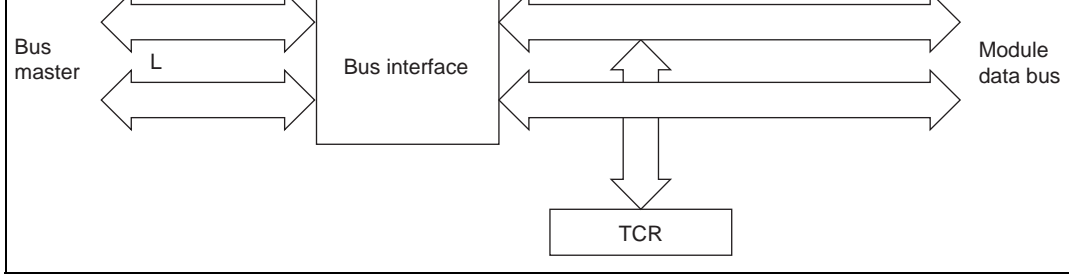 Bus
master
L
Bus interface
Module
data bus
TCR